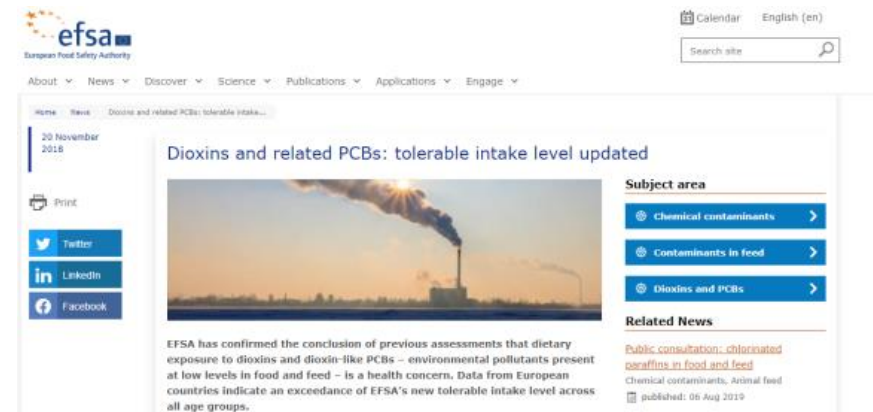 efsa
European Food Safety Authority
Calendar English (en)
Search site
About News Discover Science Publications Applications Engage
Home News Dioxins and related PCBs: tolerable intake...
20 November
2018
Print
Twitter
LinkedIn
Facebook
Dioxins and related PCBs: tolerable intake level updated
EFSA has confirmed the conclusion of previous assessments that dietary
exposure to dioxins and dioxin-like PCBs – environmental pollutants present
at low levels in food and feed – is a health concern. Data from European
countries indicate an exceedance of EFSA's new tolerable intake level across
all age groups.
Subject area
Chemical contaminants
Contaminants in feed
Dioxins and PCBs
Related News
Public consultation: chlorinated
paraffins in food and feed
Chemical contaminants, Animal feed
published: 06 Aug 2019